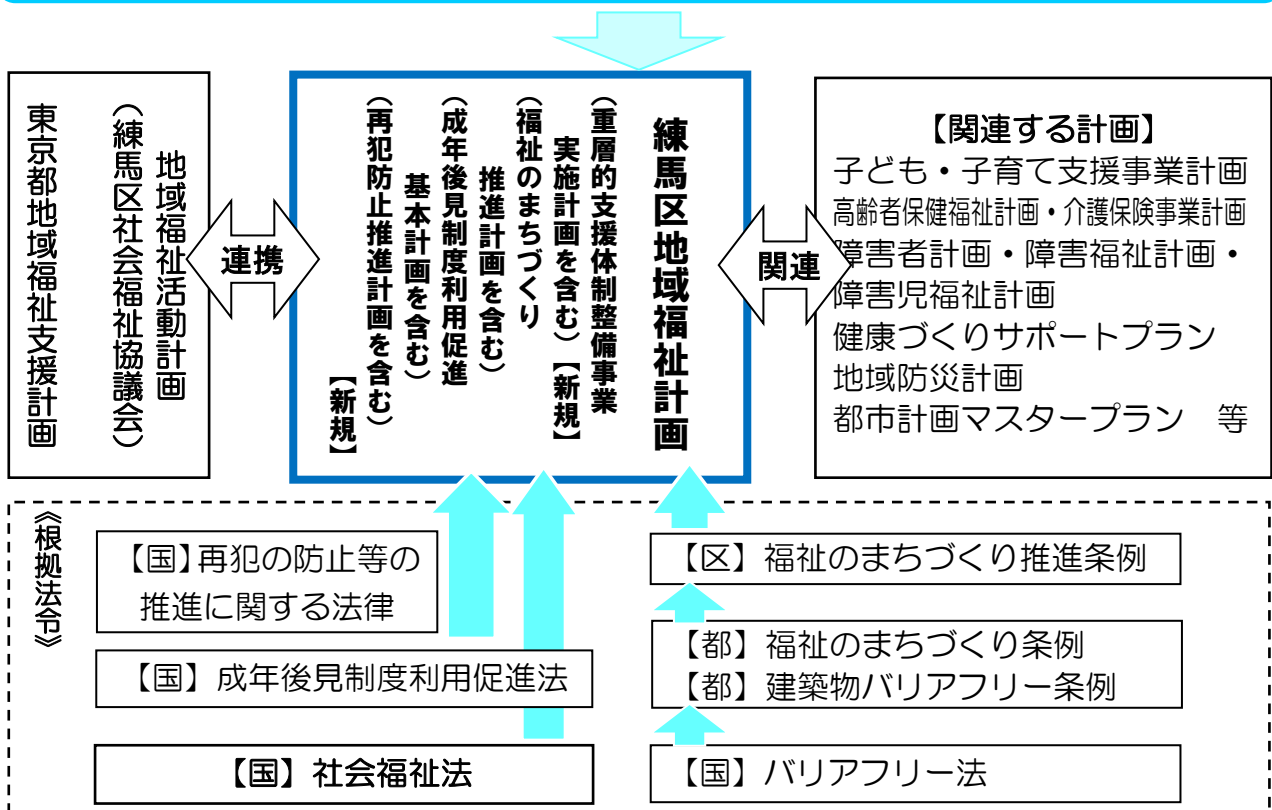 東京都地域福祉支援計画
地域福祉活動計画
（練馬区社会福祉協議会）
連携
練馬区地域福祉計画
（重層的支援体制整備事業
実施計画を含む）【新規】
（福祉のまちづくり
推進計画を含む）
（成年後見制度利用促進
基本計画を含む）
（再犯防止推進計画を含む）
【新規】
関連
【関連する計画】
子ども・子育て支援事業計画
高齢者保健福祉計画・介護保険事業計画
障害者計画・障害福祉計画・
障害児福祉計画
健康づくりサポートプラン
地域防災計画
都市計画マスタープラン　等
《根拠法令》
【国】再犯の防止等の
推進に関する法律
【国】成年後見制度利用促進法
【国】社会福祉法
【区】福祉のまちづくり推進条例
【都】福祉のまちづくり条例
【都】建築物バリアフリー条例
【国】バリアフリー法